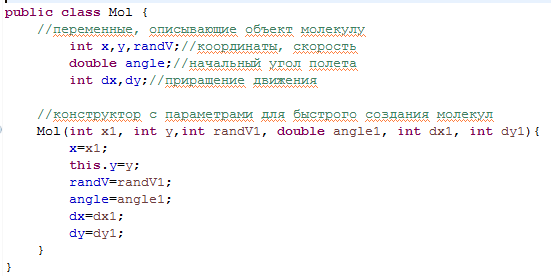 public class Mol {
//переменные, описывающие объект молекулу
int x,y,randV;//координаты, скорость
double angle;//начальный угол полета
int dx,dy;//приращение движения
//конструктор с параметрами для быстрого создания молекул
Mol(int x1, int y,int randV1, double angle1, int dx1, int dy1){
x=x1;
this.y=y;
randV=randV1;
angle=angle1;
dx=dx1;
dy=dy1;
}
}